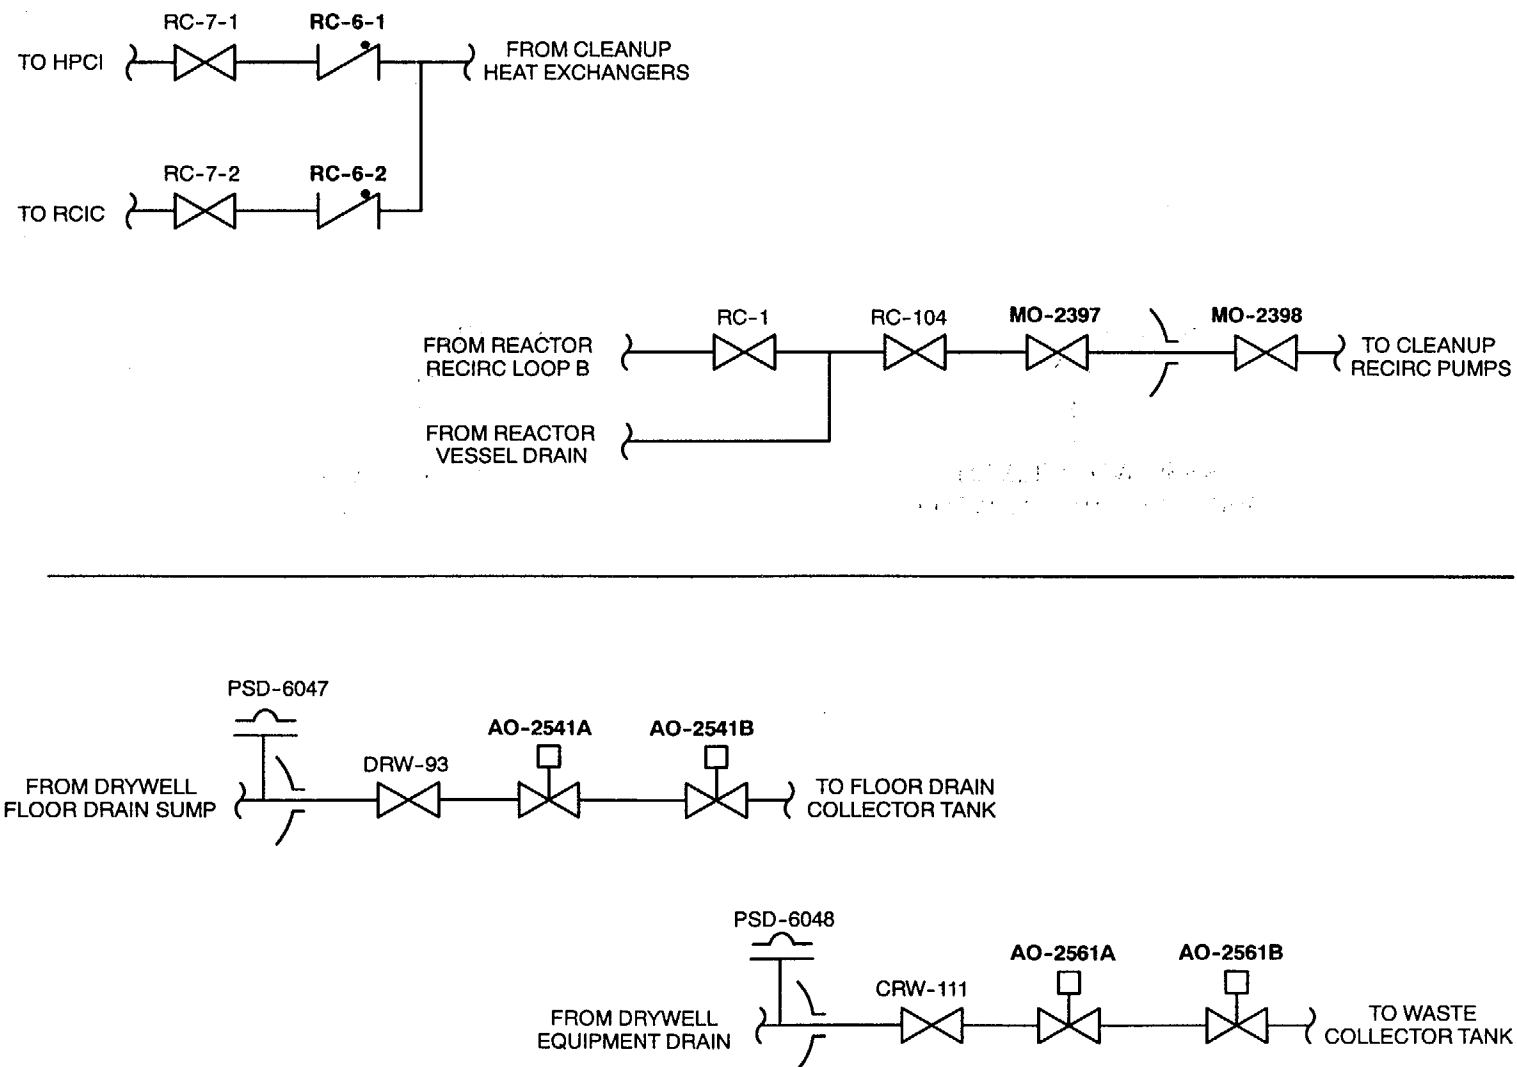 RC-7-1
RC-6-1
TO HPCI
FROM CLEANUP
HEAT EXCHANGERS
RC-7-2
RC-6-2
TO RCIC
RC-1
RC-104
MO-2397
MO-2398
FROM REACTOR
RECIRC LOOP B
TO CLEANUP
RECIRC PUMPS
FROM REACTOR
VESSEL DRAIN
PSD-6047
AO-2541A
AO-2541B
DRW-93
FROM DRYWELL
FLOOR DRAIN SUMP
TO FLOOR DRAIN
COLLECTOR TANK
PSD-6048
AO-2561A
AO-2561B
CRW-111
FROM DRYWELL
EQUIPMENT DRAIN
TO WASTE
COLLECTOR TANK